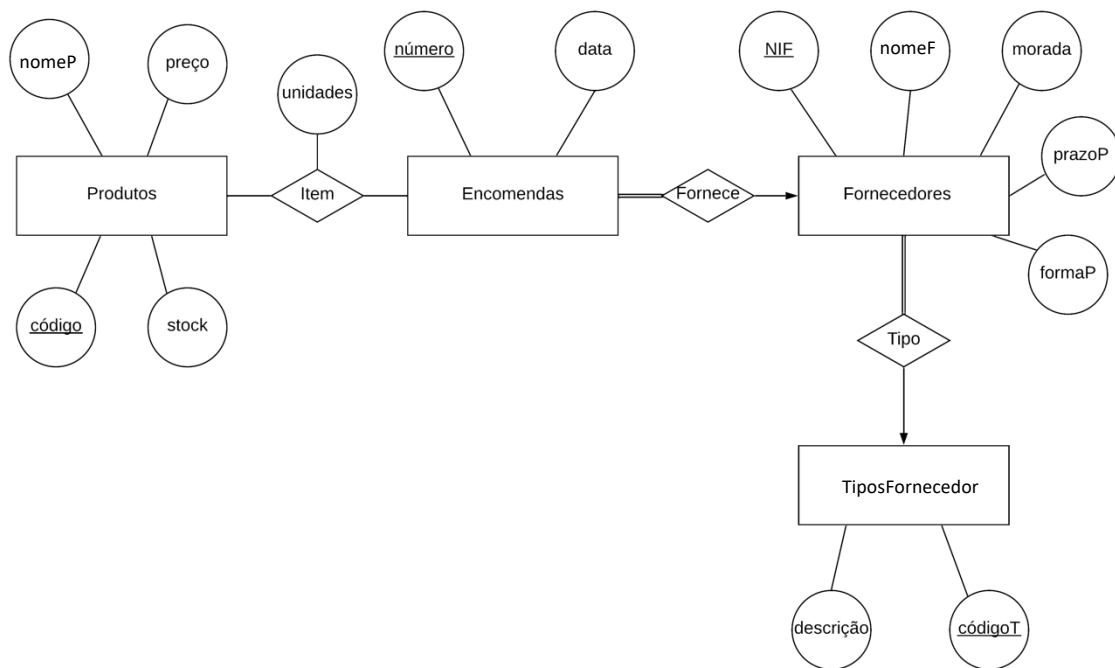 nomeP
preço
unidades
número
data
NIF
nomeF
morada
prazoP
formaP
Produtos
Item
Encomendas
Fornece
Fornecedores
código
stock
Tipo
TiposFornecedor
descrição
códigoT